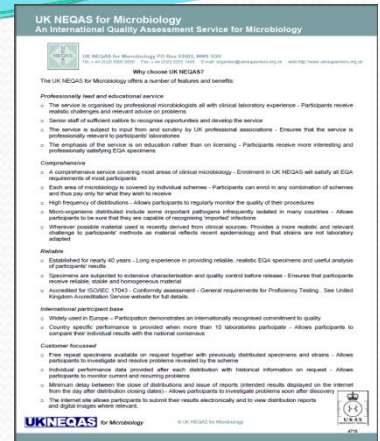 UK NEQAS for Microbiology
An International Quality Assessment Service for Microbiology
UK NEQAS for Microbiology PO Box
Why choose UK NEQAS?
The UK NEQAS for Microbiology offers a number of features and benefits:
Professionally lead and educational service
o The service is organised by professional microbiologists all with clinical laboratory experience - Participants receive
realistic challenges and relevant advice on problems
o Senior staff of sufficient calibre to recognise opportunities and develop the service
o The service is subject to input from and scrutiny by UK professional associations - Ensures that the service is
professionally relevant to participants' laboratories
o The emphasis of the service is on education rather than on licensing - Participants receive more interesting and
professionally satisfying EQA specimens
Comprehensive
o A comprehensive service covering most areas of clinical microbiology - Enrolment in UK NEQAS will satisfy all EQA
requirements of most participants
o Each area of microbiology is covered by individual schemes - Participants can enrol in any combination of schemes
and thus pay only for what they wish to receive
o High frequency of distributions - Allows participants to regularly monitor the quality of their procedures
o Micro-organisms distributed include some important pathogens infrequently isolated in many countries - Allows
participants to be sure that they are capable of recognising 'imported' infections
o Wherever possible material used is recently derived from clinical sources- Provides a more realistic and relevant
challenge to participants' methods as material reflects recent epidemiology and that strains are not laboratory
adapted
Reliable
o Established for nearly 40 years - Long experience in providing reliable, realistic EQA specimens and useful analysis
of participants' results
o Specimens are subjected to extensive characterisation and quality control before release - Ensures that participants
receive reliable, stable and homogeneous material
o Accredited for ISO/IEC 17043 - Conformity assessment - General requirements for Proficiency Testing . See United
Kingdom Accreditation Service website for full details.
International participant base
o Widely used in Europe – Participation demonstrates an internationally recognised commitment to quality
o Country specific performance is provided when more than 10 laboratories participate - Allows participants to
compare their individual results with the national consensus
Customer focussed
o Free repeat specimens available on request together with previously distributed specimens and strains - Allows
participants to investigate and resolve problems revealed by the scheme
o Individual performance data provided after each distribution with historical information on request - Allows
participants to monitor current and recurring problems
o Minimum delay between the close of distributions and issue of reports (intended results displayed on the internet
from the day after distribution closing dates) - Allows participants to investigate problems soon after discovery
o The internet site allows participants to submit their results electronically and to view distribution reports
and digital images where relevant.
UKNEQAS for Microbiology
© UK NEQAS for Microbiology
UKAS
4715